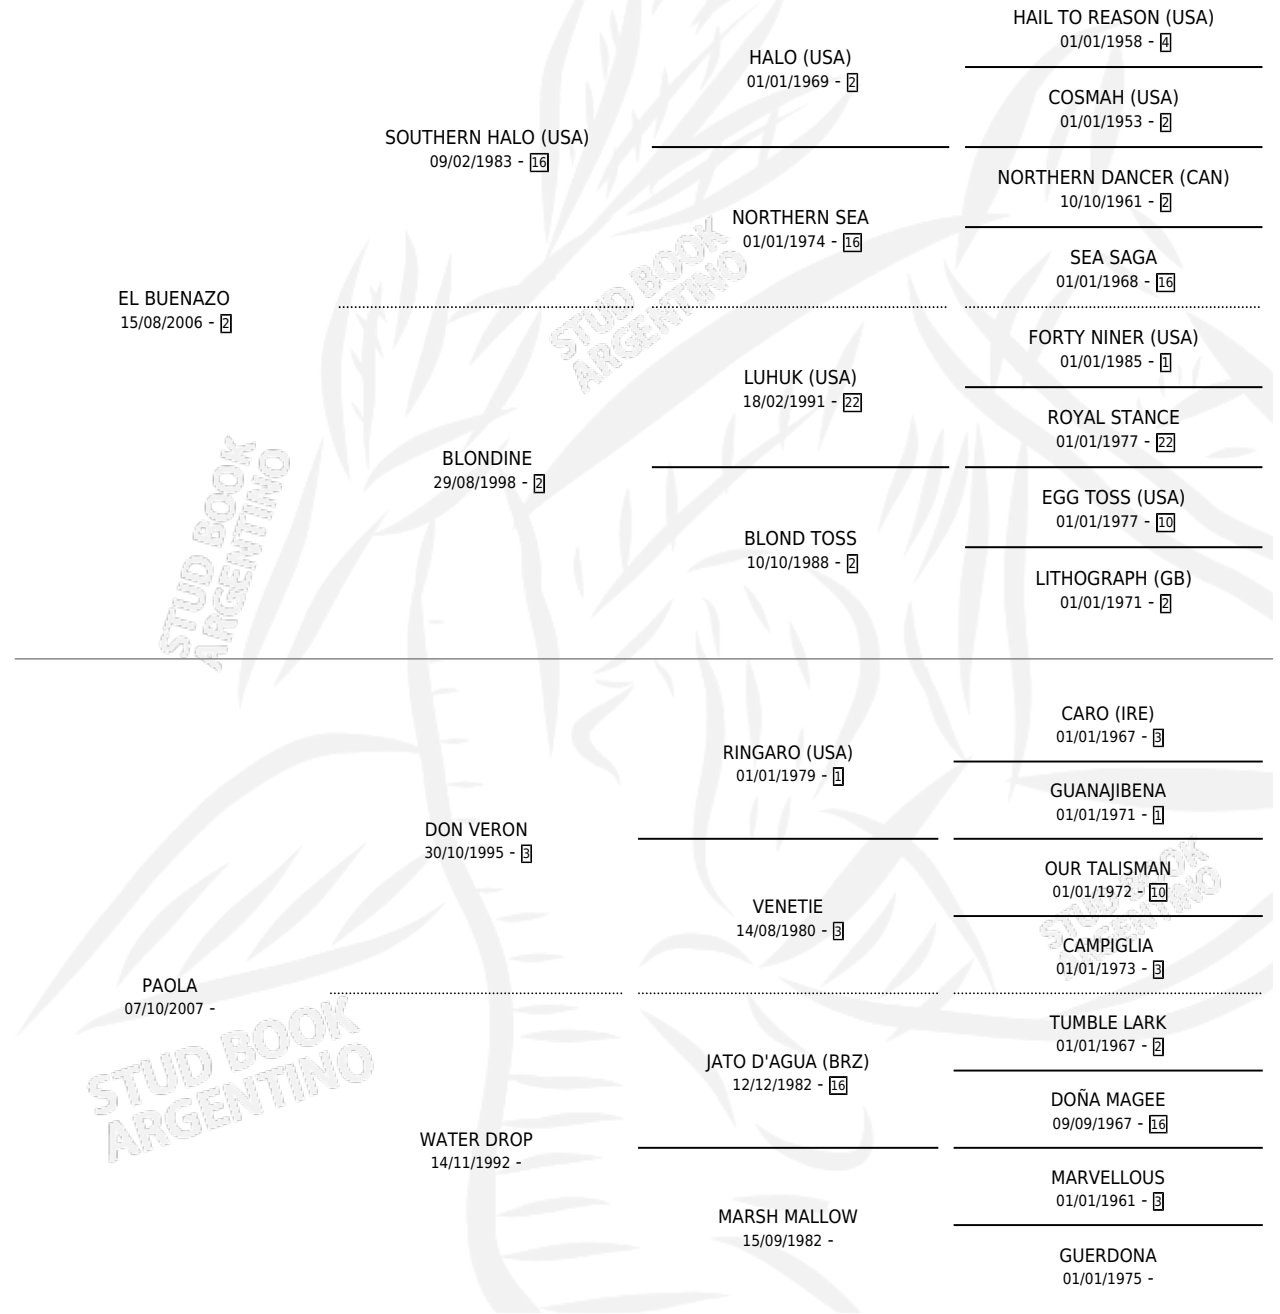 HAIL TO REASON (USA)
01/01/1958 - 4
HALO (USA)
01/01/1969 - 2
COSMAH (USA)
01/01/1953 - 2
SOUTHERN HALO (USA)
09/02/1983 - 16
NORTHERN DANCER (CAN)
10/10/1961 - 2
NORTHERN SEA
01/01/1974 - 16
SEA SAGA
01/01/1968 - 16
EL BUENAZO
15/08/2006 - 2
STUD BOOK
ARGENTINO
FORTY NINER (USA)
01/01/1985 - 1
LUHUK (USA)
18/02/1991 - 22
ROYAL STANCE
01/01/1977 - 22
BLONDINE
29/08/1998 - 2
EGG TOSS (USA)
01/01/1977 - 10
BLOND TOSS
10/10/1988 - 2
LITHOGRAPH (GB)
01/01/1971 - 2
STUD BOOK
ARGENTINO
CARO (IRE)
01/01/1967 - 3
RINGARO (USA)
01/01/1979 - 1
GUANAJIBENA
01/01/1971 - 1
DON VERON
30/10/1995 - 3
OUR TALISMAN
01/01/1972 - 10
VENETIE
14/08/1980 - 3
CAMPIGLIA
01/01/1973 - 3
STUD BOOK
ARGENTINO
PAOLA
07/10/2007 -
TUMBLE LARK
01/01/1967 - 2
JATO D'AGUA (BRZ)
12/12/1982 - 16
DOÑA MAGEE
09/09/1967 - 16
STUD BOOK
ARGENTINO
WATER DROP
14/11/1992 -
MARVELLOUS
01/01/1961 - 3
MARSH MALLOW
15/09/1982 -
GUERDONA
01/01/1975 -